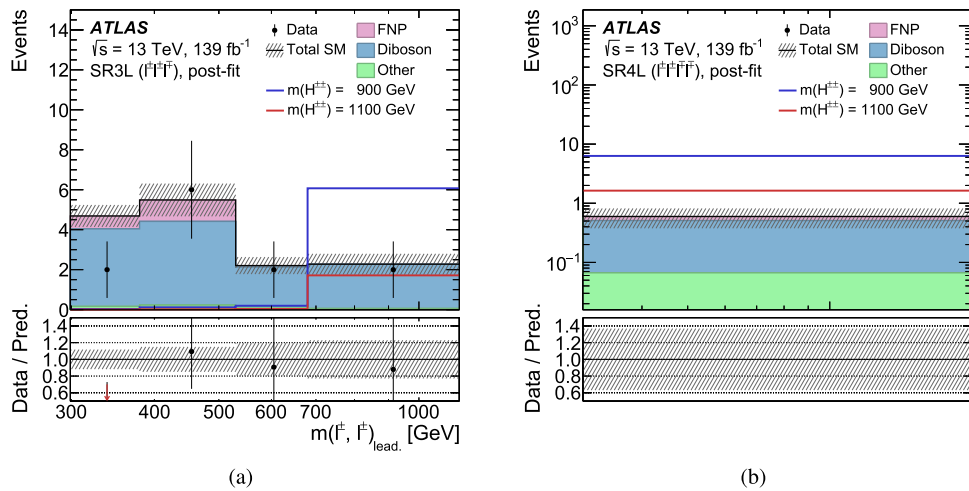 Events
ATLAS
√s = 13 TeV, 139 fb⁻¹
SR3L (l±l±l∓), post-fit
Data
FNP
Total SM
Diboson
Other
m(H±±) = 900 GeV
m(H±±) = 1100 GeV
14
12
10
8
6
4
2
0
Data / Pred.
1.4
1.2
1.0
0.8
0.6
300 400 500 600 700 1000
m(l±, l±)lead. [GeV]
(a)
Events
ATLAS
√s = 13 TeV, 139 fb⁻¹
SR4L (l±l±l∓l∓), post-fit
Data
FNP
Total SM
Diboson
Other
m(H±±) = 900 GeV
m(H±±) = 1100 GeV
10³
10²
10
1
10⁻¹
Data / Pred.
1.4
1.2
1.0
0.8
0.6
(b)